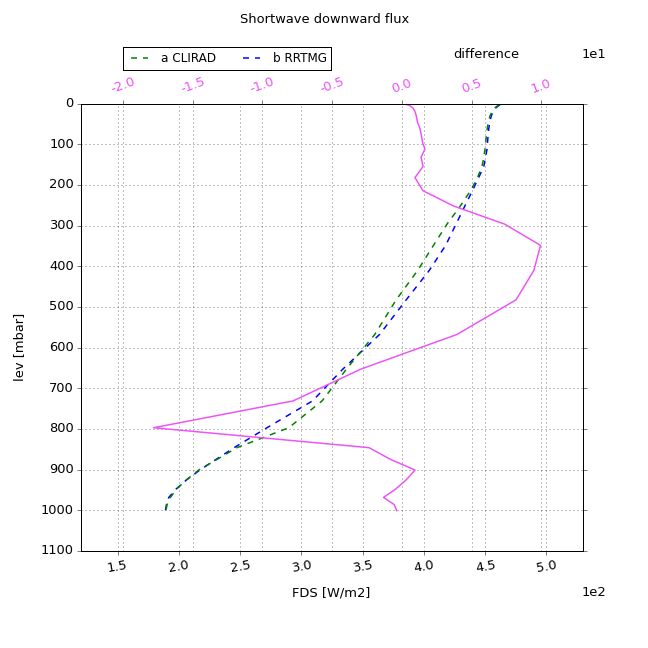 Shortwave downward flux
a CLIRAD b RRTMG
difference 1e1
-2.0 -1.5 -1.0 -0.5 0.0 0.5 1.0
0
100
200
300
400
500
600
700
800
900
1000
1100
lev [mbar]
1.5 2.0 2.5 3.0 3.5 4.0 4.5 5.0
FDS [W/m2] 1e2